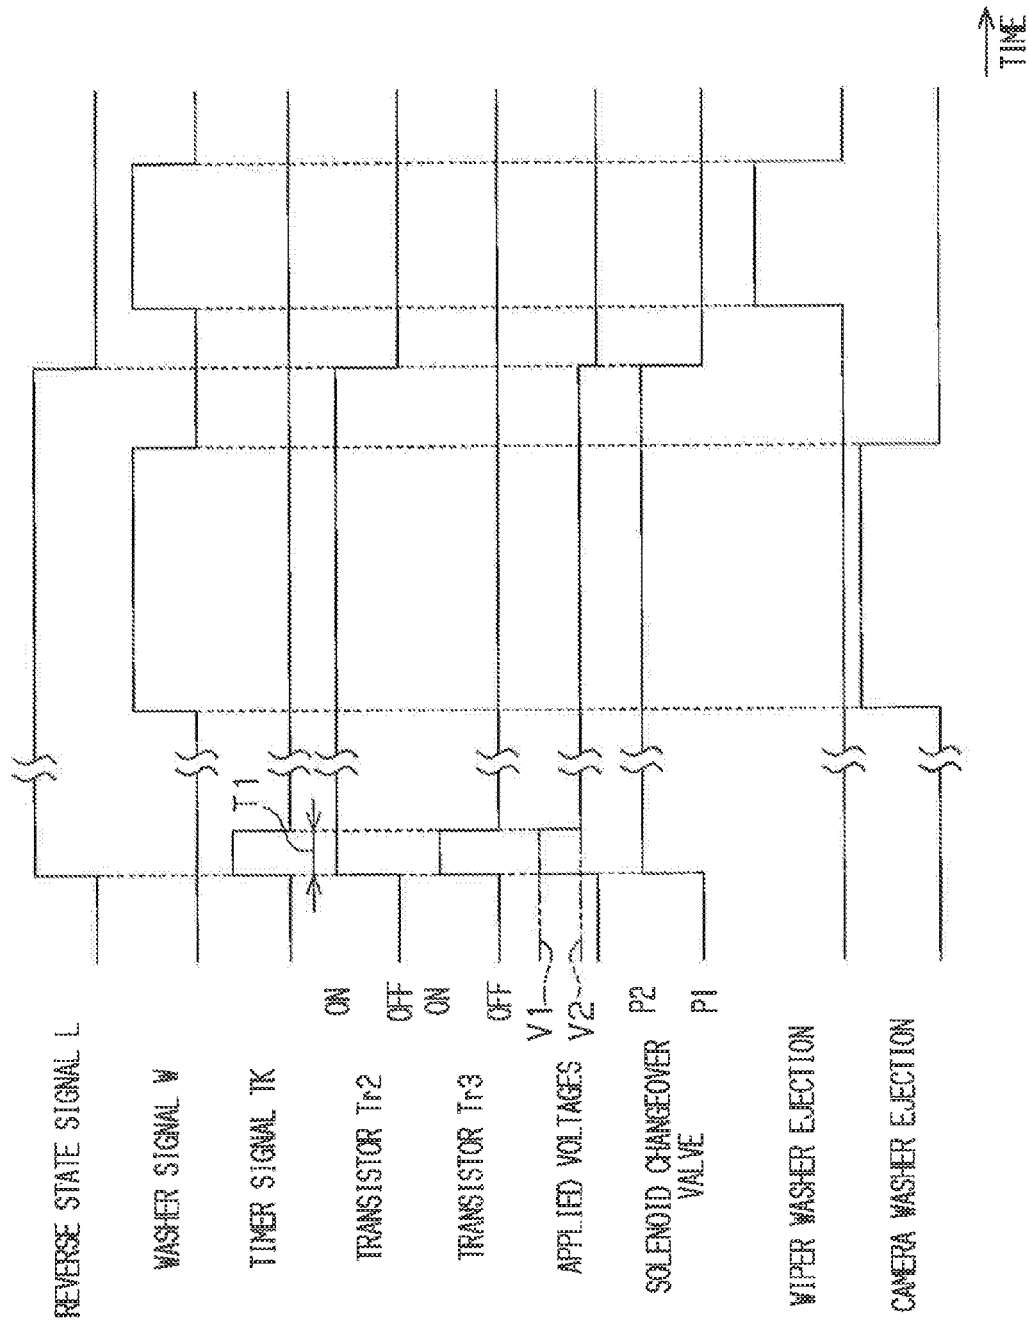 REVERSE STATE SIGNAL L
WASHER SIGNAL W
TIMER SIGNAL TK
T1
TRANSISTOR Tr2
ON
OFF
TRANSISTOR Tr3
ON
OFF
APPLIED VOLTAGES
V1
V2
SOLENOID CHANGEOVER
VALVE
P2
P1
WIPER WASHER EJECTION
CAMERA WASHER EJECTION
TIME